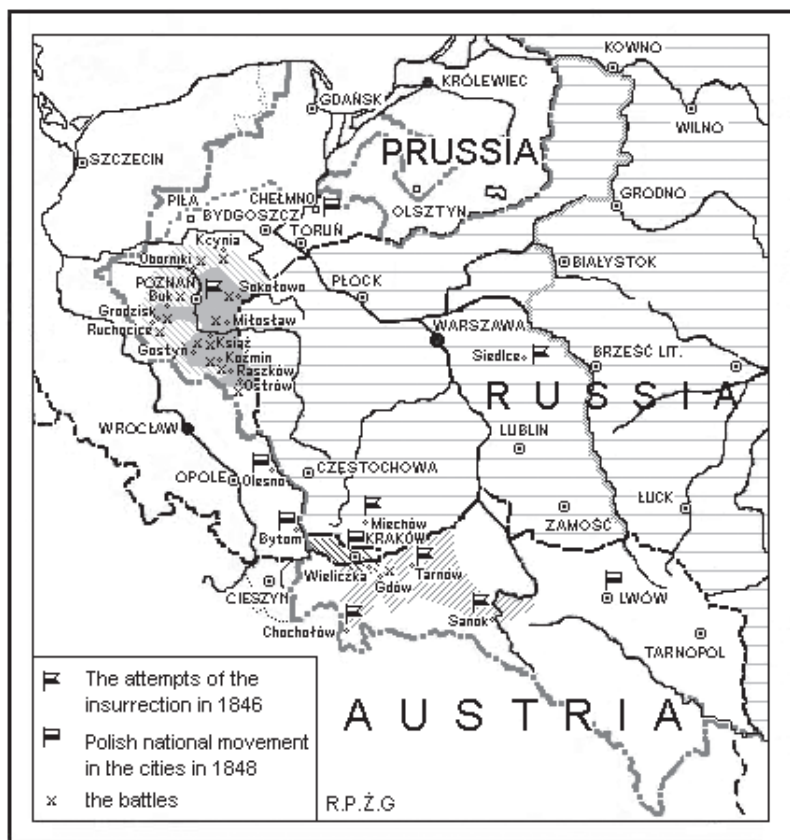 KOWNO
KRÓLEWIEC
GDAŃSK
WILNO
SZCZECIN
PRUSSIA
PIŁA
CHEŁMNO
OLSZTYN
GRODNO
BYDGOSZCZ
TORUŃ
Kcynia
Oborniki
BIAŁYSTOK
POZNAŃ
Sokołowo
PŁOCK
Buk
Grodzisk
Miłosław
WARSZAWA
Ruchocice
Książ
Siedlce
BRZEŚĆ LIT.
Gostyń
Koźmin
Raszków
Ostrów
RUSSIA
WROCŁAW
LUBLIN
OPOLE
Olesno
CZĘSTOCHOWA
ŁUCK
Miechów
ZAMOŚĆ
Bytom
KRAKÓW
Wieliczka
Tarnów
Gdów
CIESZYN
LWÓW
Sanok
Chochołów
TARNOPOL
AUSTRIA
The attempts of the
insurrection in 1846
Polish national movement
in the cities in 1848
the battles
R.P.Ż.G